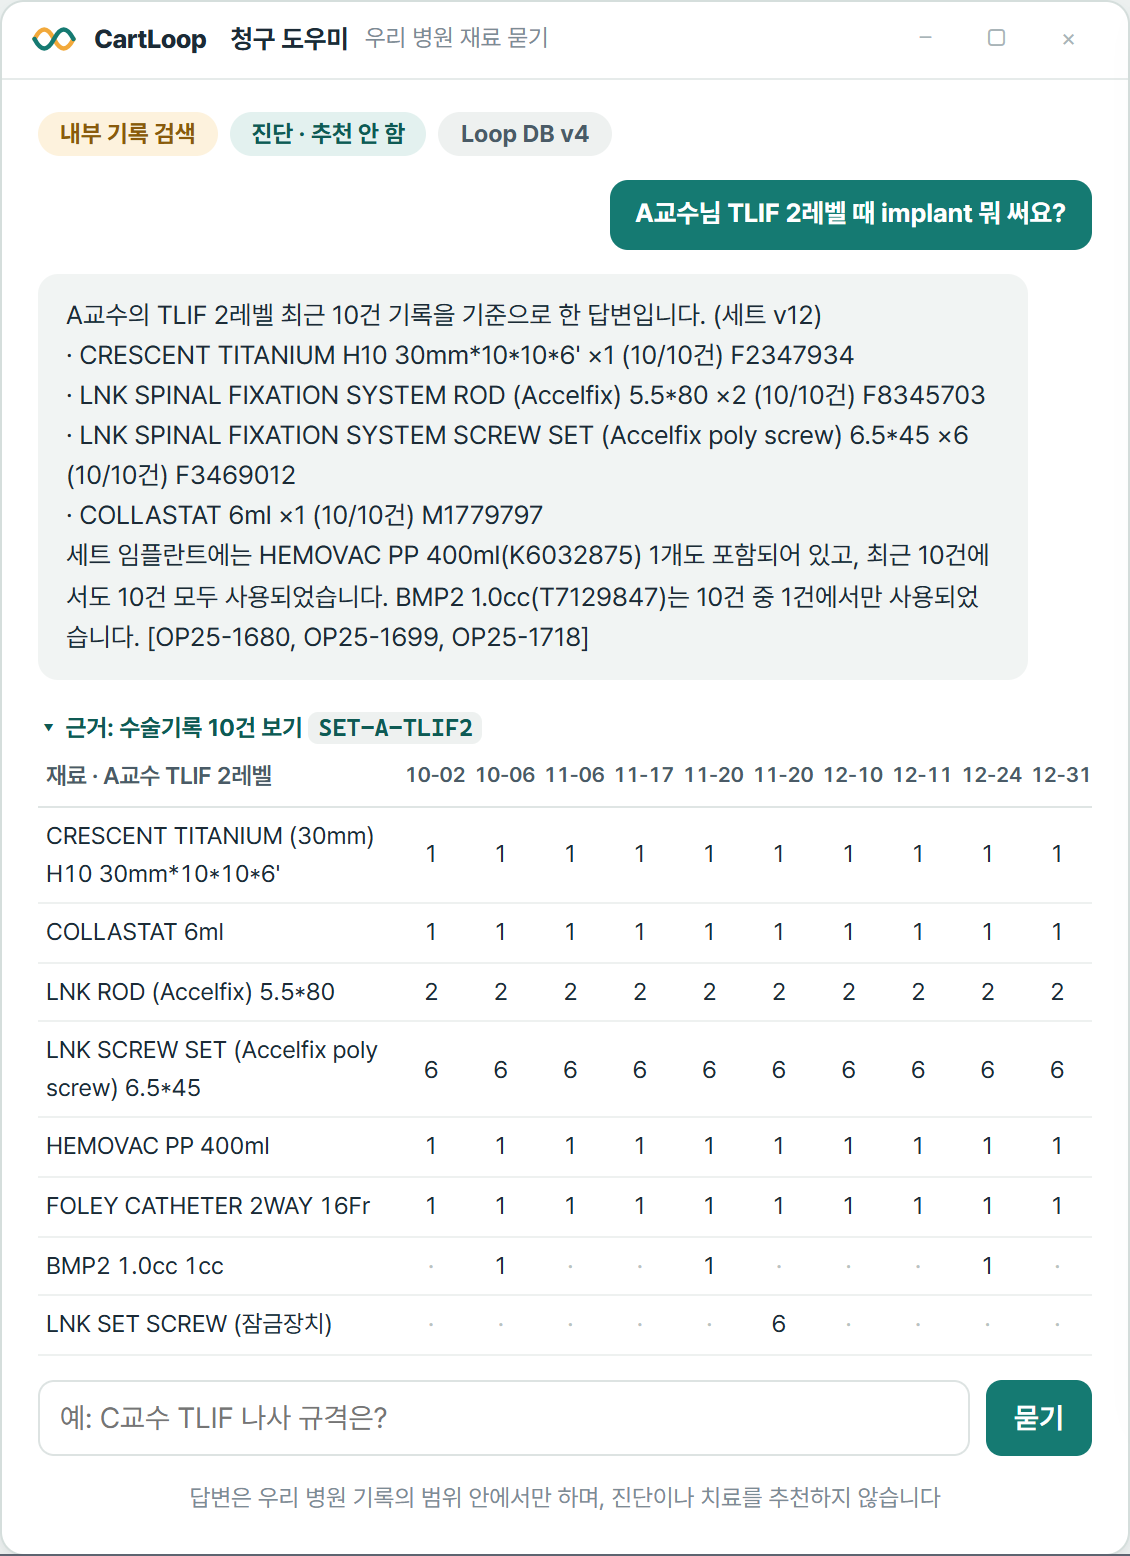 CartLoop 청구 도우미 우리 병원 재료 묻기
내부 기록 검색 진단 · 추천 안 함 Loop DB v4
A교수님 TLIF 2레벨 때 implant 뭐 써요?
A교수의 TLIF 2레벨 최근 10건 기록을 기준으로 한 답변입니다. (세트 v12)
· CRESCENT TITANIUM H10 30mm*10*10*6' ×1 (10/10건) F2347934
· LNK SPINAL FIXATION SYSTEM ROD (Accelfix) 5.5*80 ×2 (10/10건) F8345703
· LNK SPINAL FIXATION SYSTEM SCREW SET (Accelfix poly screw) 6.5*45 ×6
(10/10건) F3469012
· COLLASTAT 6ml ×1 (10/10건) M1779797
세트 임플란트에는 HEMOVAC PP 400ml(K6032875) 1개도 포함되어 있고, 최근 10건에
서도 10건 모두 사용되었습니다. BMP2 1.0cc(T7129847)는 10건 중 1건에서만 사용되었
습니다. [OP25-1680, OP25-1699, OP25-1718]
▼ 근거: 수술기록 10건 보기 SET-A-TLIF2
재료 · A교수 TLIF 2레벨 10-02 10-06 11-06 11-17 11-20 11-20 12-10 12-11 12-24 12-31
CRESCENT TITANIUM (30mm)
H10 30mm*10*10*6' 1 1 1 1 1 1 1 1 1 1
COLLASTAT 6ml 1 1 1 1 1 1 1 1 1 1
LNK ROD (Accelfix) 5.5*80 2 2 2 2 2 2 2 2 2 2
LNK SCREW SET (Accelfix poly
screw) 6.5*45 6 6 6 6 6 6 6 6 6 6
HEMOVAC PP 400ml 1 1 1 1 1 1 1 1 1 1
FOLEY CATHETER 2WAY 16Fr 1 1 1 1 1 1 1 1 1 1
BMP2 1.0cc 1cc · 1 · · 1 · · · 1 ·
LNK SET SCREW (잠금장치) · · · · · 6 · · · ·
예: C교수 TLIF 나사 규격은? 묻기
답변은 우리 병원 기록의 범위 안에서만 하며, 진단이나 치료를 추천하지 않습니다